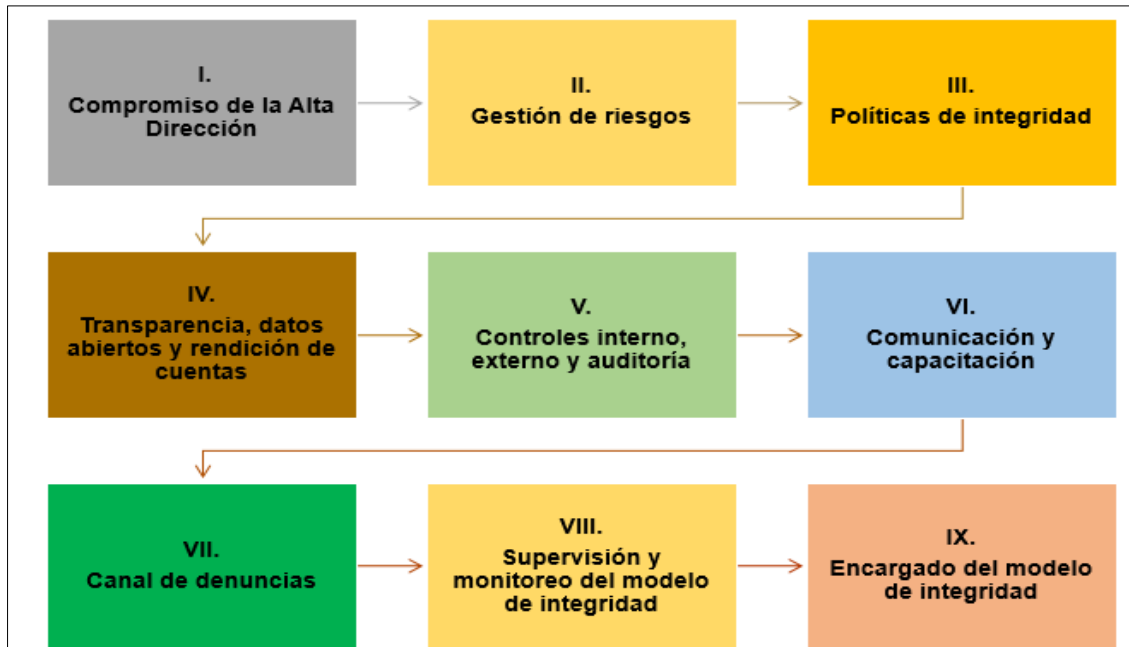 I.
Compromiso de la Alta
Dirección
II.
Gestión de riesgos
III.
Políticas de integridad
IV.
Transparencia, datos
abiertos y rendición de
cuentas
V.
Controles interno,
externo y auditoría
VI.
Comunicación y
capacitación
VII.
Canal de denuncias
VIII.
Supervisión y
monitoreo del modelo
de integridad
IX.
Encargado del modelo
de integridad